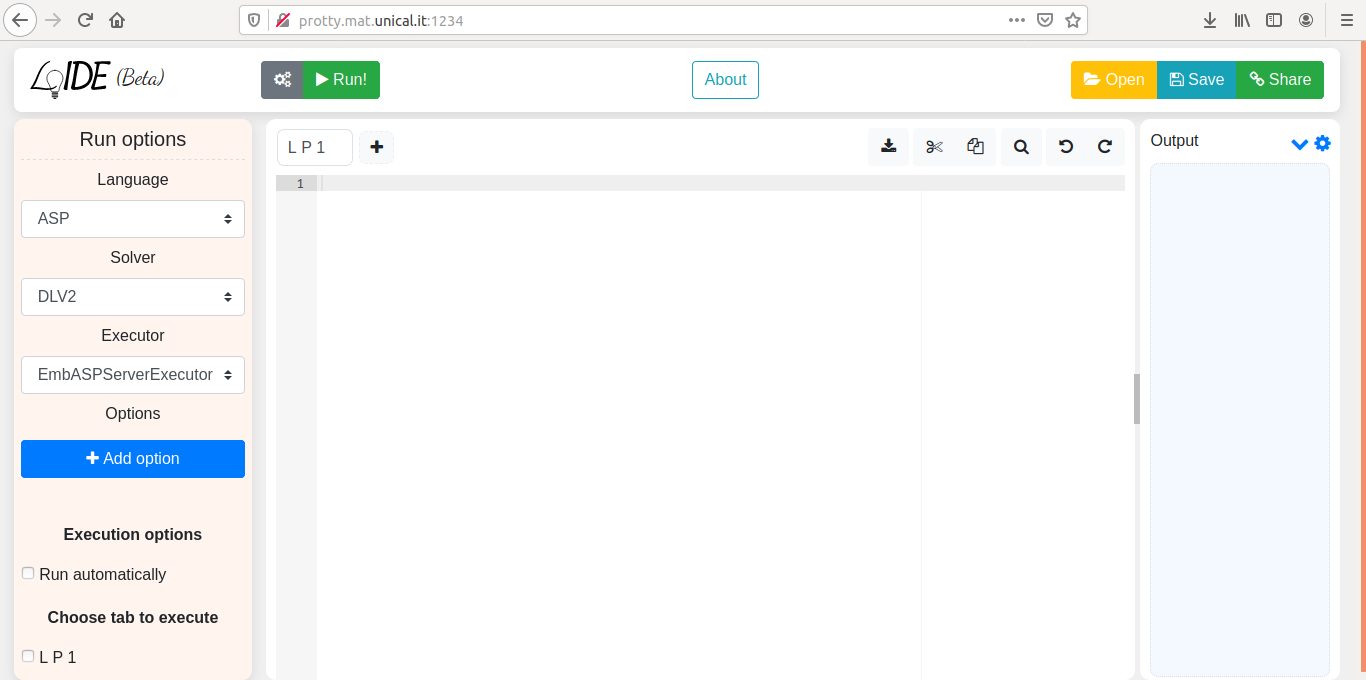 protty.mat.unical.it:1234
LoIDE (Beta)
Run!
About
Open
Save
Share
Run options
Language
ASP
Solver
DLV2
Executor
EmbASPServerExecutor
Options
Add option
Execution options
Run automatically
Choose tab to execute
L P 1
L P 1
1
Output